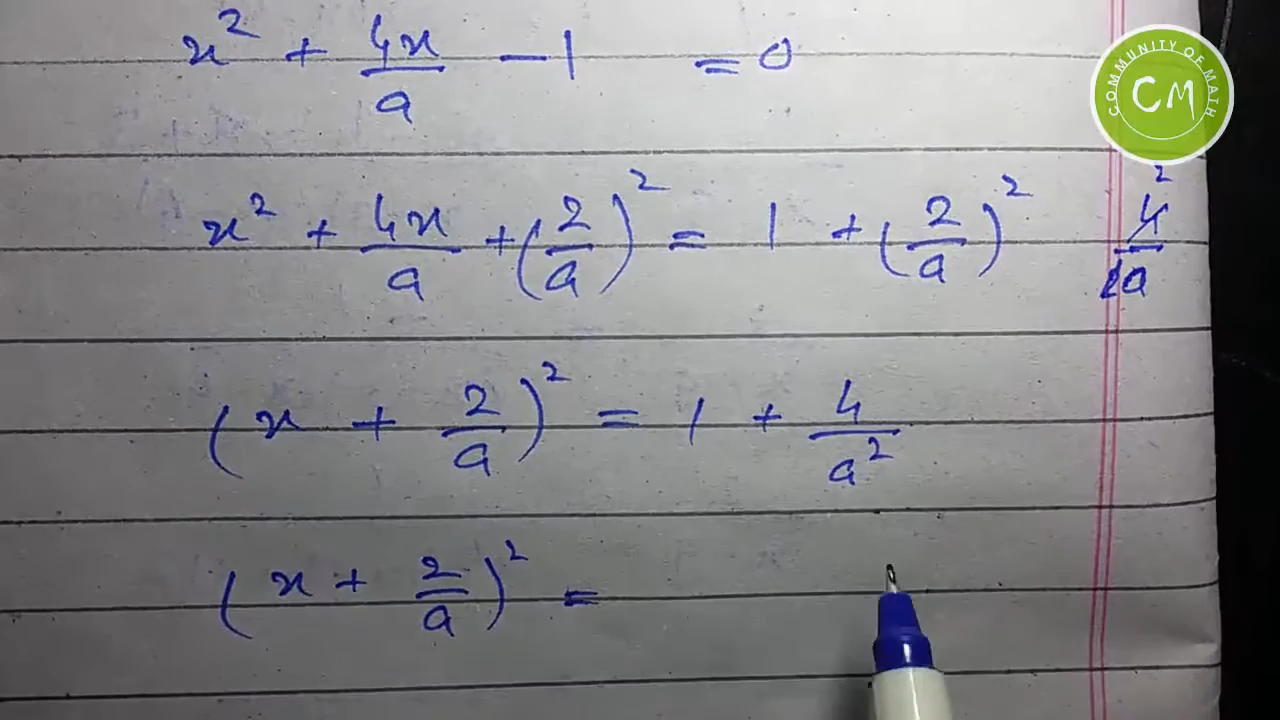 x² + 4x/a - 1 = 0
x² + 4x/a + (2/a)² = 1 + (2/a)² 4²/2a
(x + 2/a)² = 1 + 4/a²
(x + 2/a)² =
COMMUNITY OF MATH
CM